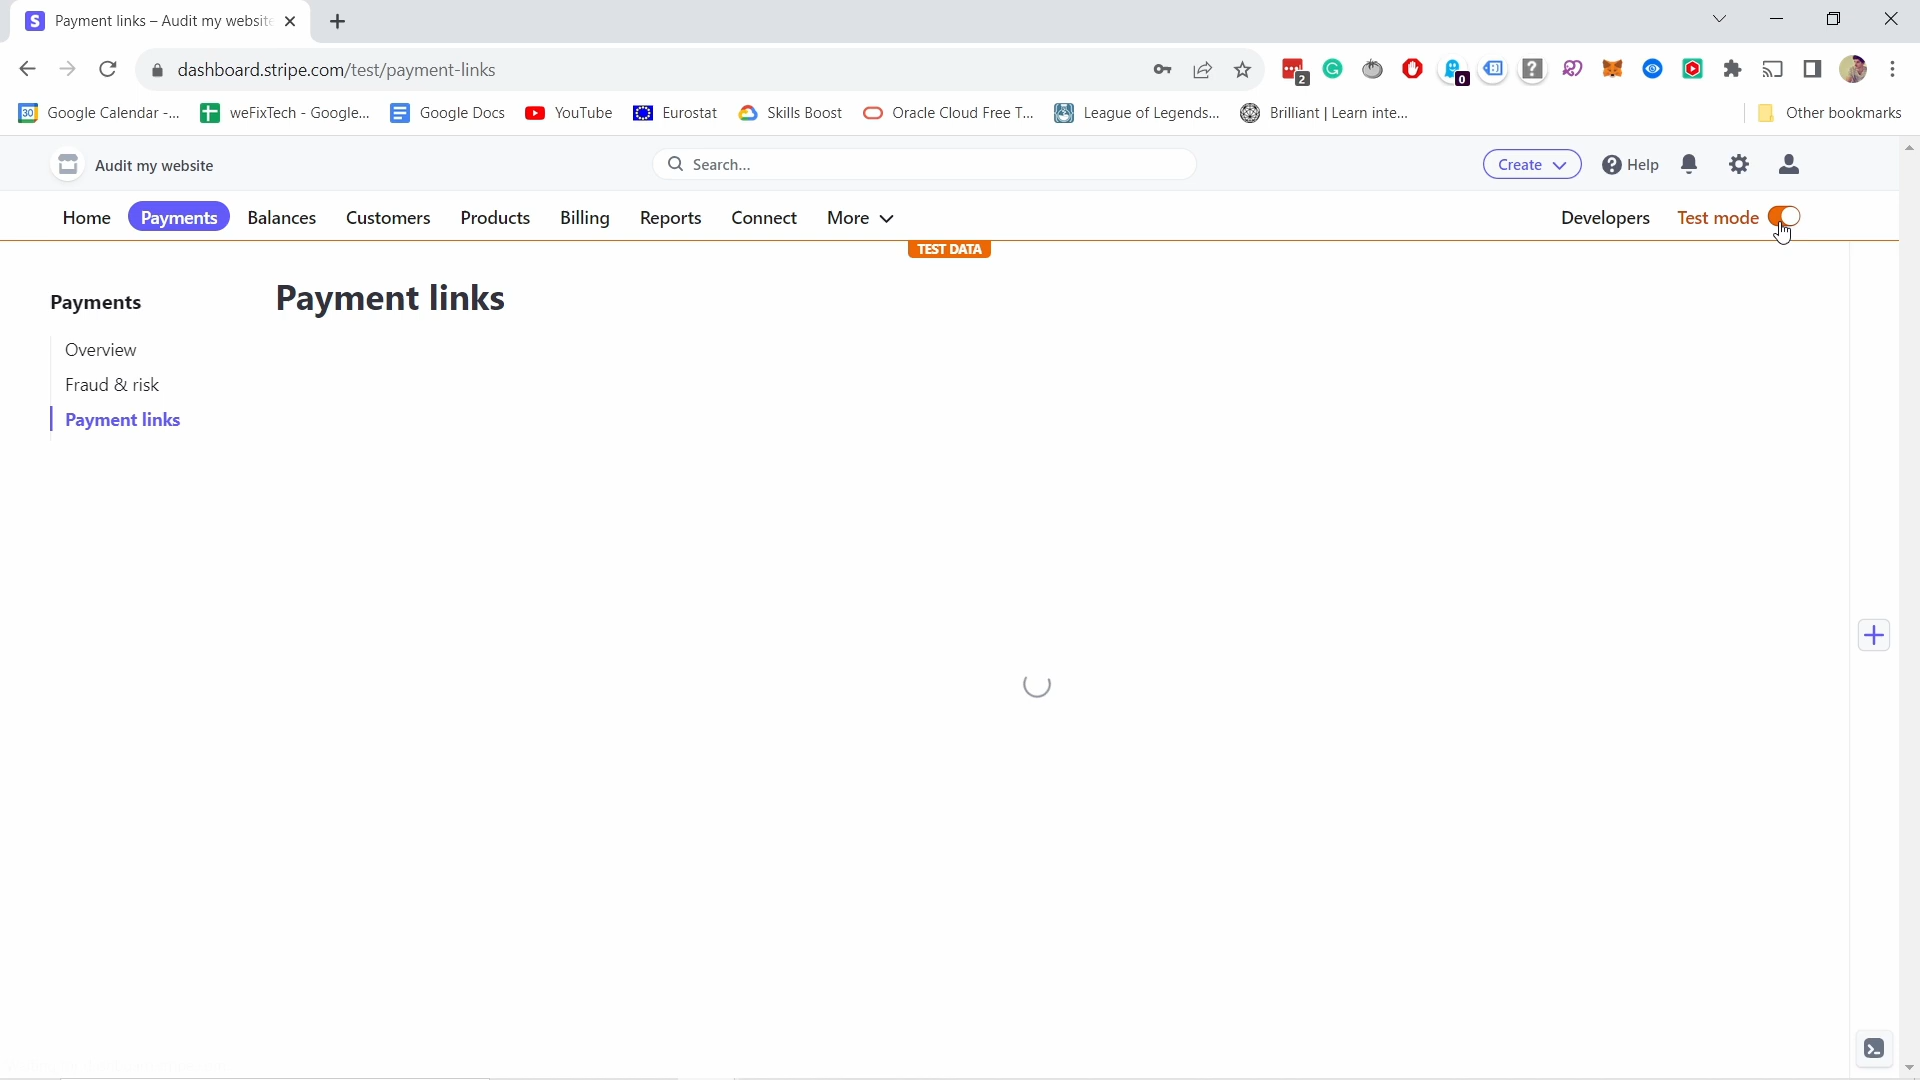 S Payment links – Audit my website
dashboard.stripe.com/test/payment-links
2
0
Google Calendar -...
weFixTech - Google...
Google Docs
YouTube
Eurostat
Skills Boost
Oracle Cloud Free T...
League of Legends...
Brilliant | Learn inte...
Other bookmarks
Audit my website
Search...
Create
Help
Home
Payments
Balances
Customers
Products
Billing
Reports
Connect
More
Developers
Test mode
TEST DATA
Payments
Overview
Fraud & risk
Payment links
Payment links